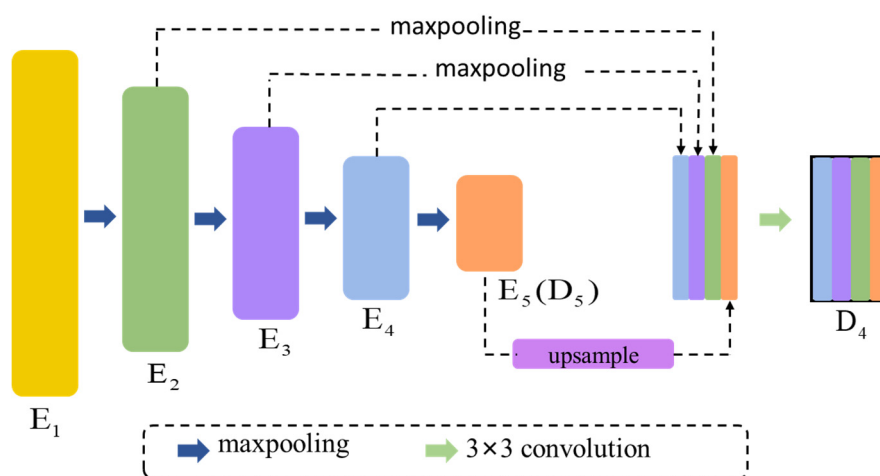 maxpooling
maxpooling
E₁
E₂
E₃
E₄
E₅(D₅)
upsample
D₄
maxpooling
3×3 convolution